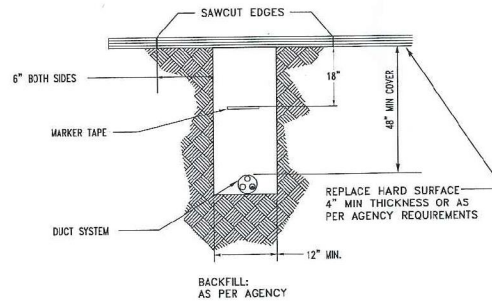 SAWCUT EDGES
6" BOTH SIDES
18"
48" MIN COVER
MARKER TAPE
REPLACE HARD SURFACE
4" MIN THICKNESS OR AS
PER AGENCY REQUIREMENTS
DUCT SYSTEM
12" MIN.
BACKFILL:
AS PER AGENCY